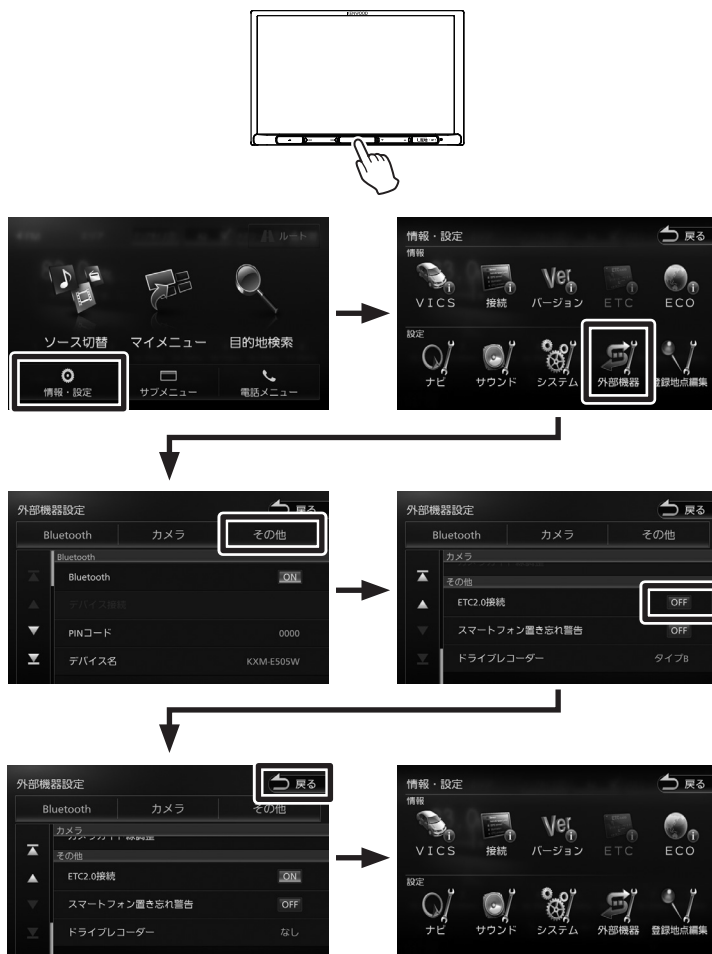 KENWOOD
ルート
ソース切替 マイメニュー 目的地検索
情報・設定 サブメニュー 電話メニュー
情報・設定 戻る
情報
VICS 接続 バージョン ETC ECO
Ver
設定
ナビ サウンド システム 外部機器 登録地点編集
外部機器設定 戻る
Bluetooth カメラ その他
Bluetooth
Bluetooth ON
デバイス接続
PINコード 0000
デバイス名 KXM-E505W
外部機器設定 戻る
Bluetooth カメラ その他
カメラ
その他
ETC2.0接続 OFF
スマートフォン置き忘れ警告 OFF
ドライブレコーダー タイプB
外部機器設定 戻る
Bluetooth カメラ その他
カメラ
その他
ETC2.0接続 ON
スマートフォン置き忘れ警告 OFF
ドライブレコーダー なし
情報・設定 戻る
情報
Ver
VICS 接続 バージョン ETC ECO
設定
ナビ サウンド システム 外部機器 登録地点編集